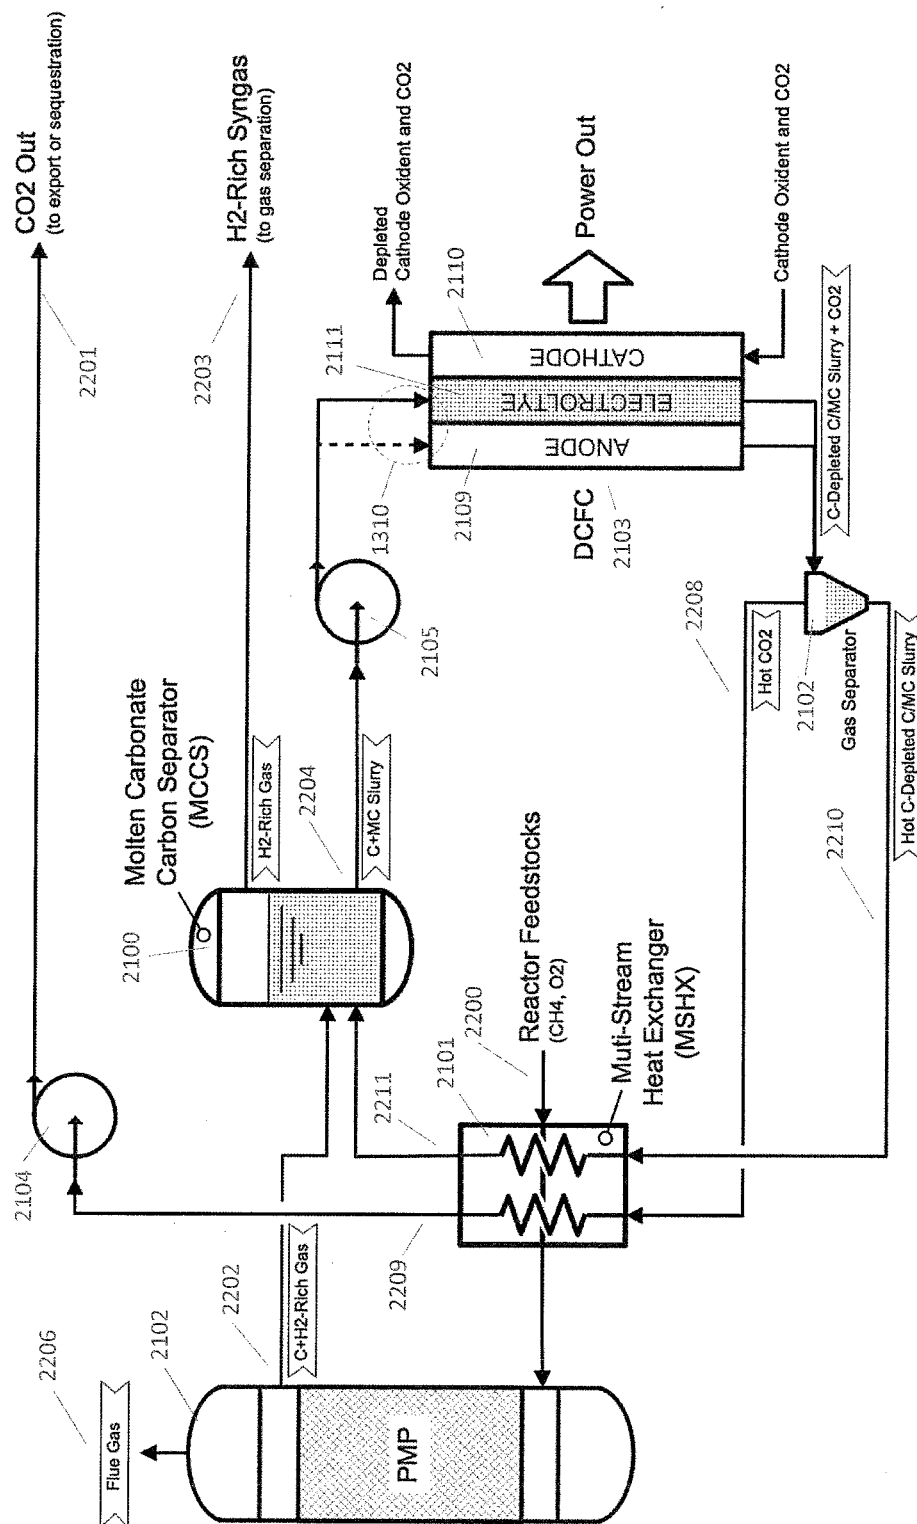 2206
Flue Gas
2102
PMP
2202
C+H2-Rich Gas
2209
2104
2201
CO2 Out
(to export or sequestration)
Molten Carbonate
Carbon Separator
(MCCS)
2100
H2-Rich Gas
2203
H2-Rich Syngas
(to gas separation)
2204
C+MC Slurry
2105
2211
2101
Reactor Feedstocks
(CH4, O2)
2200
Muti-Stream
Heat Exchanger
(MSHX)
1310
2109
2111
2110
ANODE
ELECTROLTYE
CATHODE
DCFC
2103
Depleted
Cathode Oxident and CO2
Power Out
Cathode Oxident and CO2
C-Depleted C/MC Slurry + CO2
2208
Hot CO2
2102
Gas Separator
2210
Hot C-Depleted C/MC Slurry